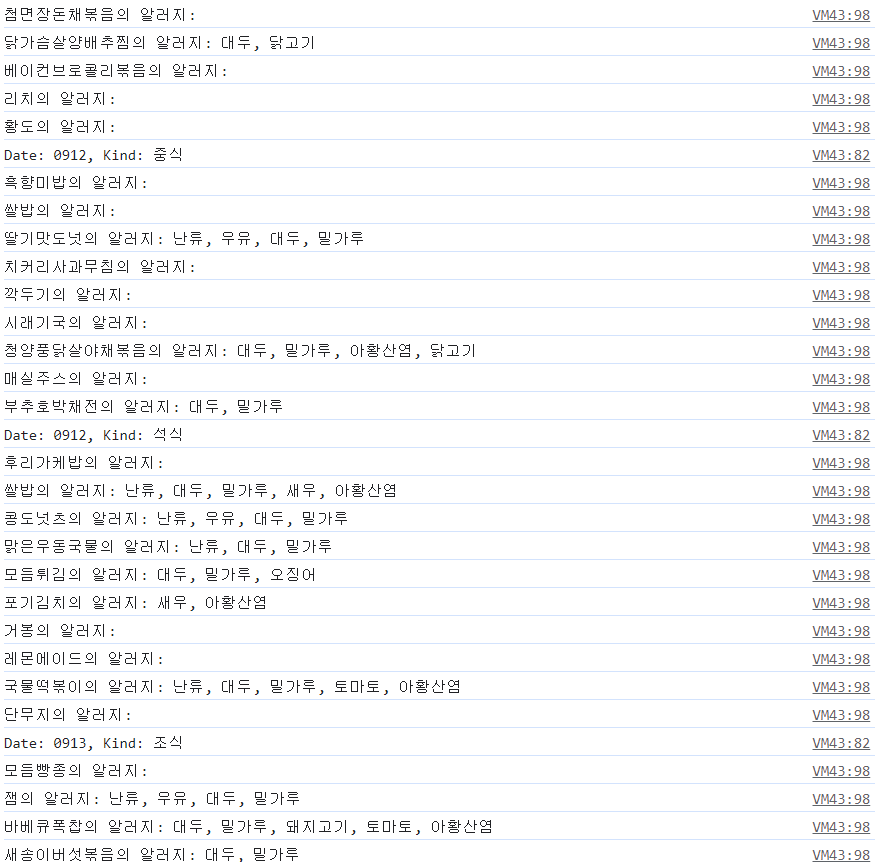 첨면장돈채볶음의 알러지: VM43:98
닭가슴살양배추찜의 알러지: 대두, 닭고기 VM43:98
베이컨브로콜리볶음의 알러지: VM43:98
리치의 알러지: VM43:98
황도의 알러지: VM43:98
Date: 0912, Kind: 중식 VM43:82
흑향미밥의 알러지: VM43:98
쌀밥의 알러지: VM43:98
딸기맛도넛의 알러지: 난류, 우유, 대두, 밀가루 VM43:98
치커리사과무침의 알러지: VM43:98
깍두기의 알러지: VM43:98
시래기국의 알러지: VM43:98
청양풍닭살야채볶음의 알러지: 대두, 밀가루, 아황산염, 닭고기 VM43:98
매실주스의 알러지: VM43:98
부추호박채전의 알러지: 대두, 밀가루 VM43:98
Date: 0912, Kind: 석식 VM43:82
후리가케밥의 알러지: VM43:98
쌀밥의 알러지: 난류, 대두, 밀가루, 새우, 아황산염 VM43:98
콩도넛츠의 알러지: 난류, 우유, 대두, 밀가루 VM43:98
맑은우동국물의 알러지: 난류, 대두, 밀가루 VM43:98
모듬튀김의 알러지: 대두, 밀가루, 오징어 VM43:98
포기김치의 알러지: 새우, 아황산염 VM43:98
거봉의 알러지: VM43:98
레몬에이드의 알러지: VM43:98
국물떡볶이의 알러지: 난류, 대두, 밀가루, 토마토, 아황산염 VM43:98
단무지의 알러지: VM43:98
Date: 0913, Kind: 조식 VM43:82
모듬빵종의 알러지: VM43:98
잼의 알러지: 난류, 우유, 대두, 밀가루 VM43:98
바베큐폭찹의 알러지: 대두, 밀가루, 돼지고기, 토마토, 아황산염 VM43:98
새송이버섯볶음의 알러지: 대두, 밀가루 VM43:98